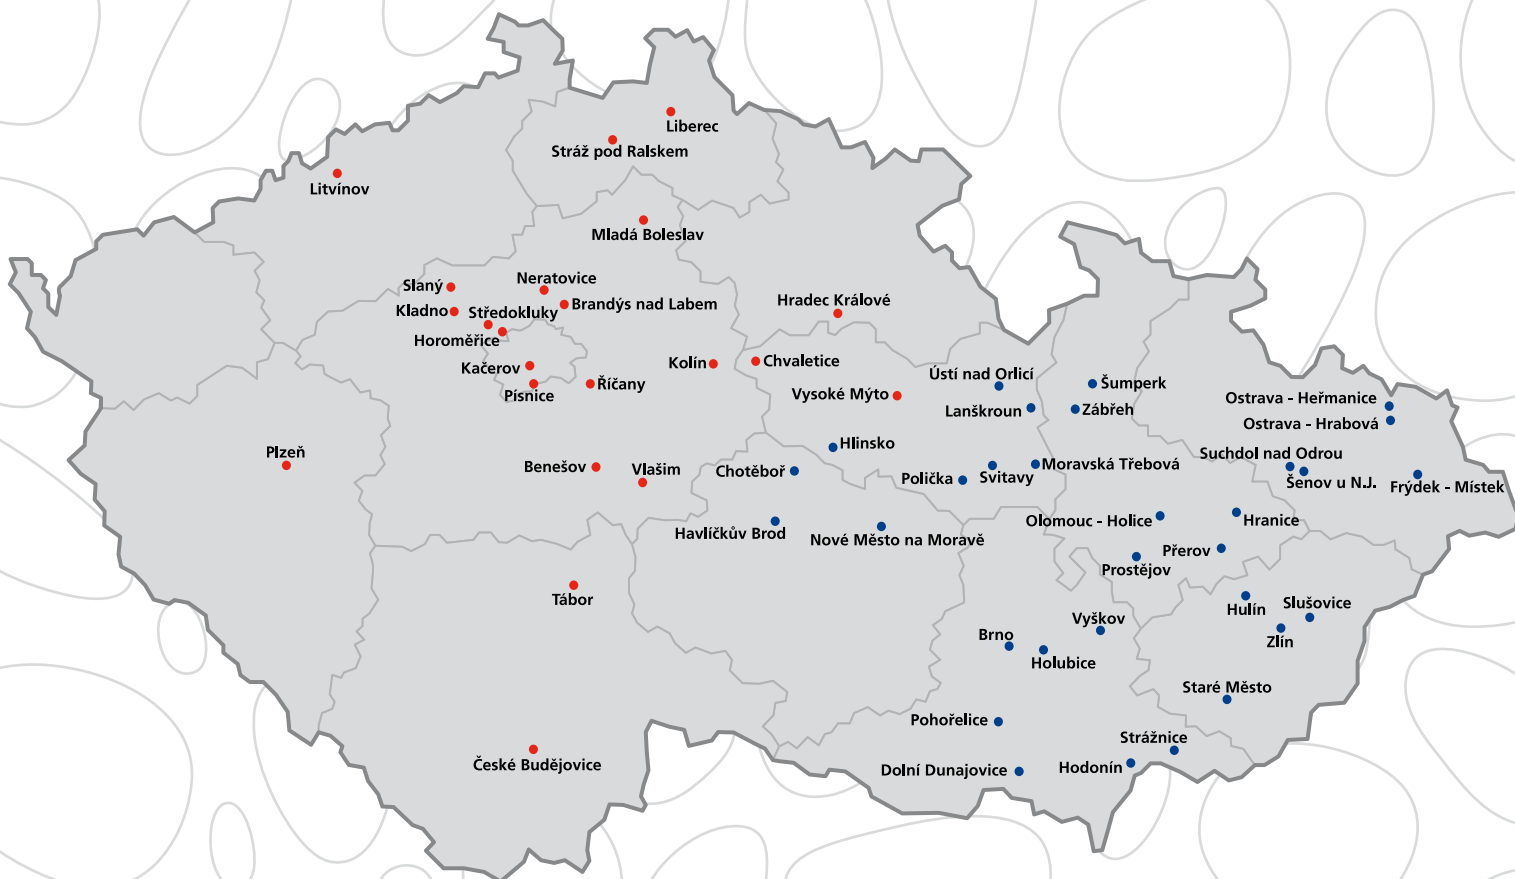 Liberec
Stráž pod Ralskem
Litvínov
Mladá Boleslav
Neratovice
Slaný
Brandýs nad Labem
Kladno
Středokluky
Hradec Králové
Horoměřice
Kačerov
Kolín
Chvaletice
Písnice
Říčany
Ústí nad Orlicí
Šumperk
Vysoké Mýto
Lanškroun
Zábřeh
Ostrava - Heřmanice
Ostrava - Hrabová
Hlinsko
Plzeň
Benešov
Vlašim
Chotěboř
Polička
Svitavy
Moravská Třebová
Suchdol nad Odrou
Šenov u N.J.
Frýdek - Místek
Havlíčkův Brod
Nové Město na Moravě
Olomouc - Holice
Hranice
Přerov
Prostějov
Tábor
Hulín
Slušovice
Vyškov
Brno
Zlín
Holubice
Staré Město
Pohořelice
Strážnice
České Budějovice
Dolní Dunajovice
Hodonín